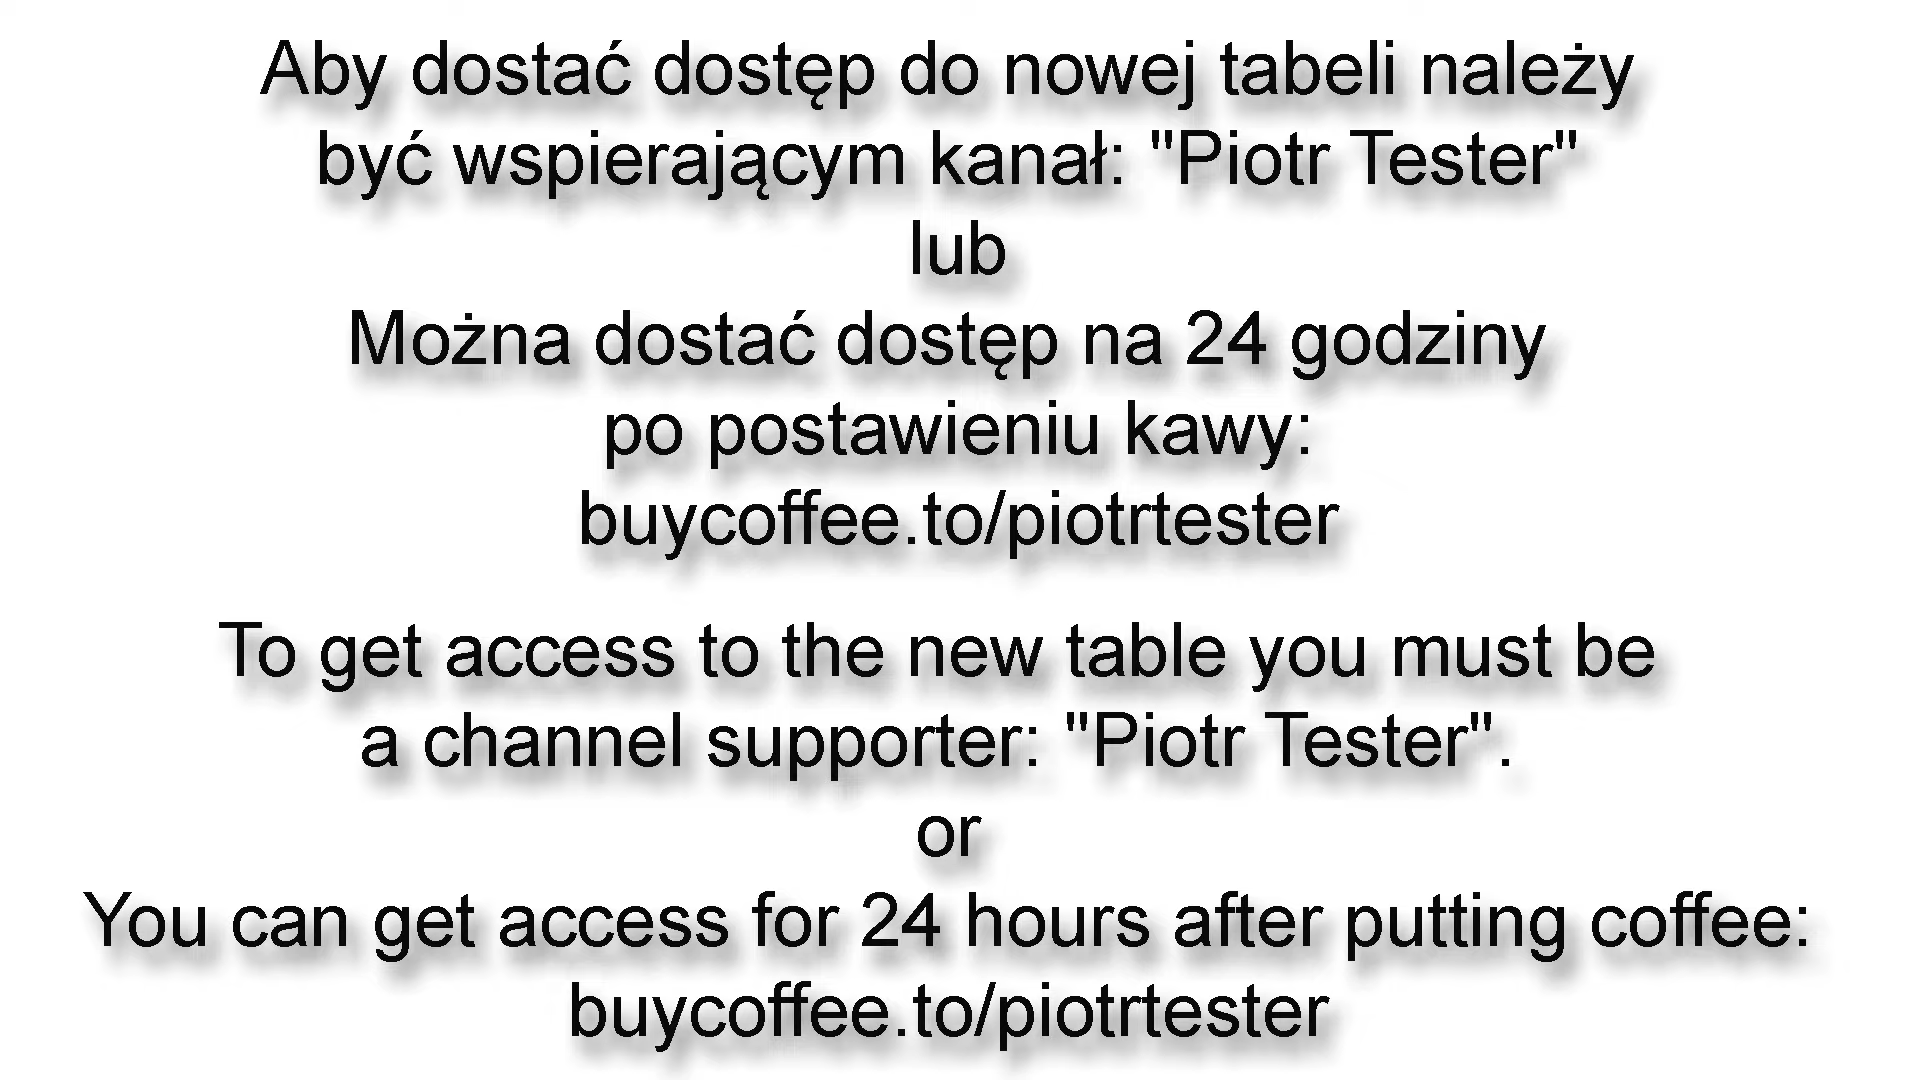 Aby dostać dostęp do nowej tabeli należy
być wspierającym kanał: "Piotr Tester"
lub
Można dostać dostęp na 24 godziny
po postawieniu kawy:
buycoffee.to/piotrtester
To get access to the new table you must be
a channel supporter: "Piotr Tester".
or
You can get access for 24 hours after putting coffee:
buycoffee.to/piotrtester